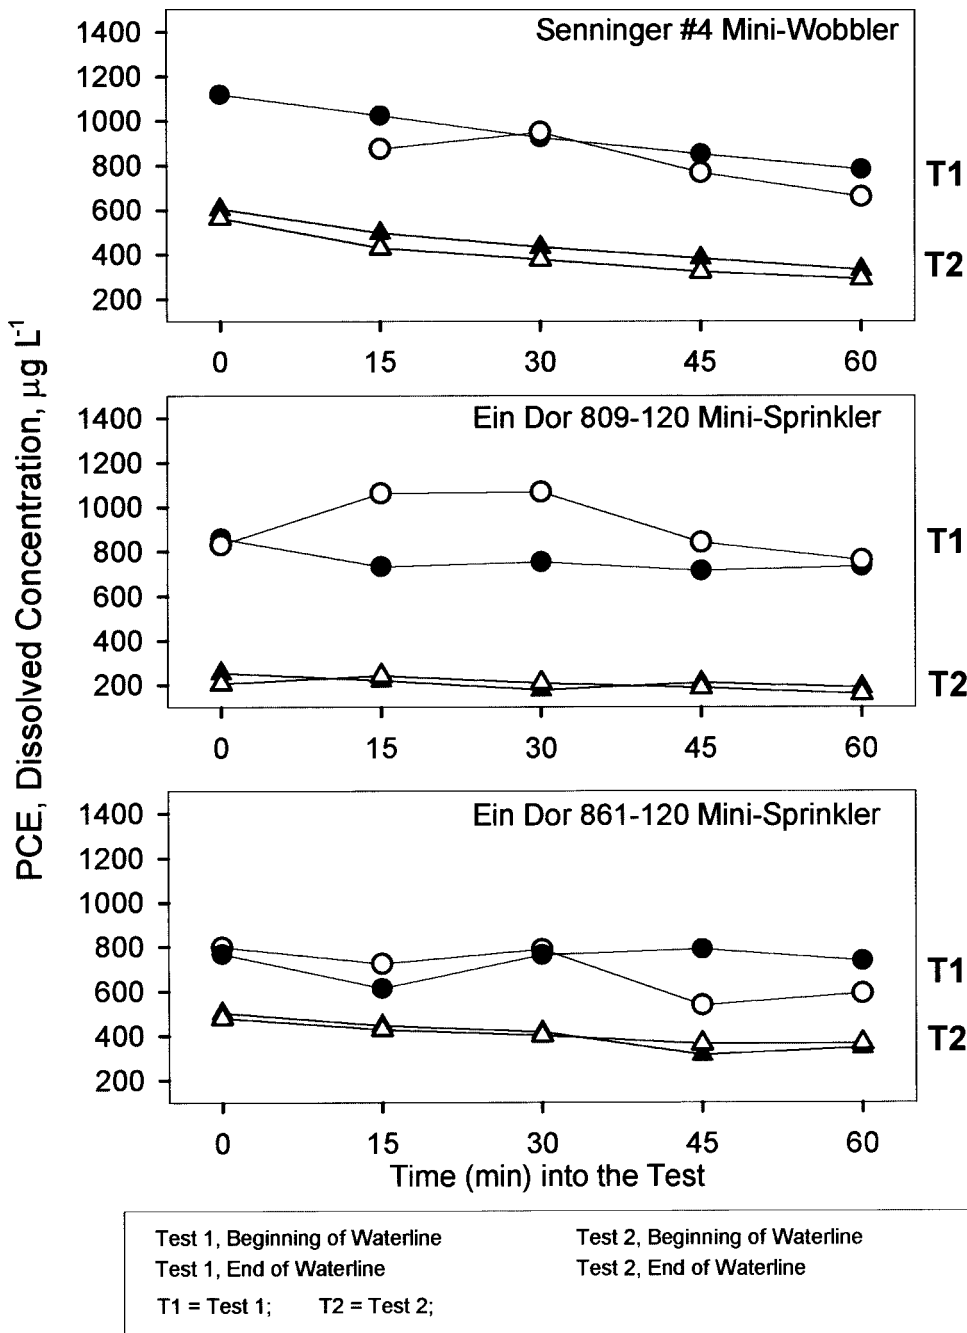 PCE, Dissolved Concentration, µg L-1
Senninger #4 Mini-Wobbler
1400
1200
1000
800
600
400
200
T1
T2
0 15 30 45 60
Ein Dor 809-120 Mini-Sprinkler
1400
1200
1000
800
600
400
200
T1
T2
0 15 30 45 60
Ein Dor 861-120 Mini-Sprinkler
1400
1200
1000
800
600
400
200
T1
T2
0 15 30 45 60
Time (min) into the Test
Test 1, Beginning of Waterline Test 2, Beginning of Waterline
Test 1, End of Waterline Test 2, End of Waterline
T1 = Test 1; T2 = Test 2;